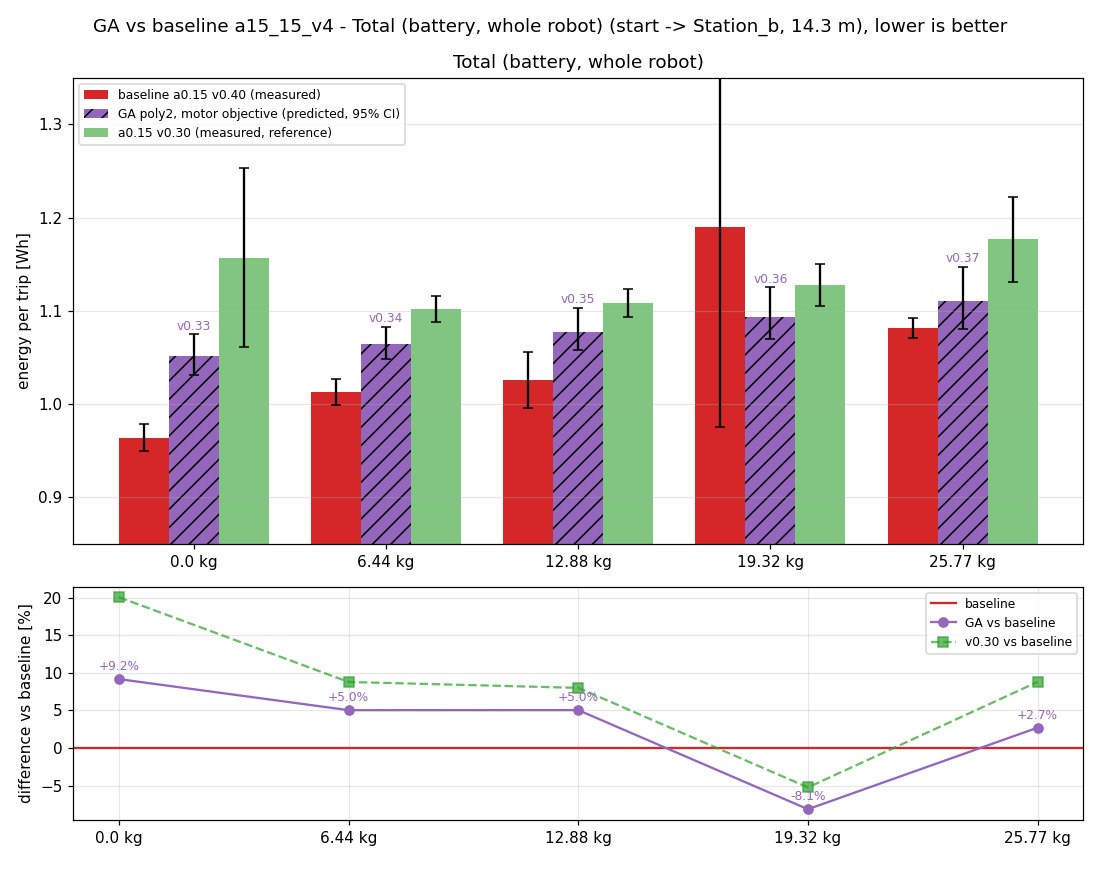 GA vs baseline a15_15_v4 - Total (battery, whole robot) (start -> Station_b, 14.3 m), lower is better
Total (battery, whole robot)
baseline a0.15 v0.40 (measured)
GA poly2, motor objective (predicted, 95% CI)
a0.15 v0.30 (measured, reference)
energy per trip [Wh]
1.3
1.2
1.1
1.0
0.9
v0.33
v0.34
v0.35
v0.36
v0.37
0.0 kg
6.44 kg
12.88 kg
19.32 kg
25.77 kg
difference vs baseline [%]
20
15
10
5
0
−5
baseline
GA vs baseline
v0.30 vs baseline
+9.2%
+5.0%
+5.0%
-8.1%
+2.7%
0.0 kg
6.44 kg
12.88 kg
19.32 kg
25.77 kg